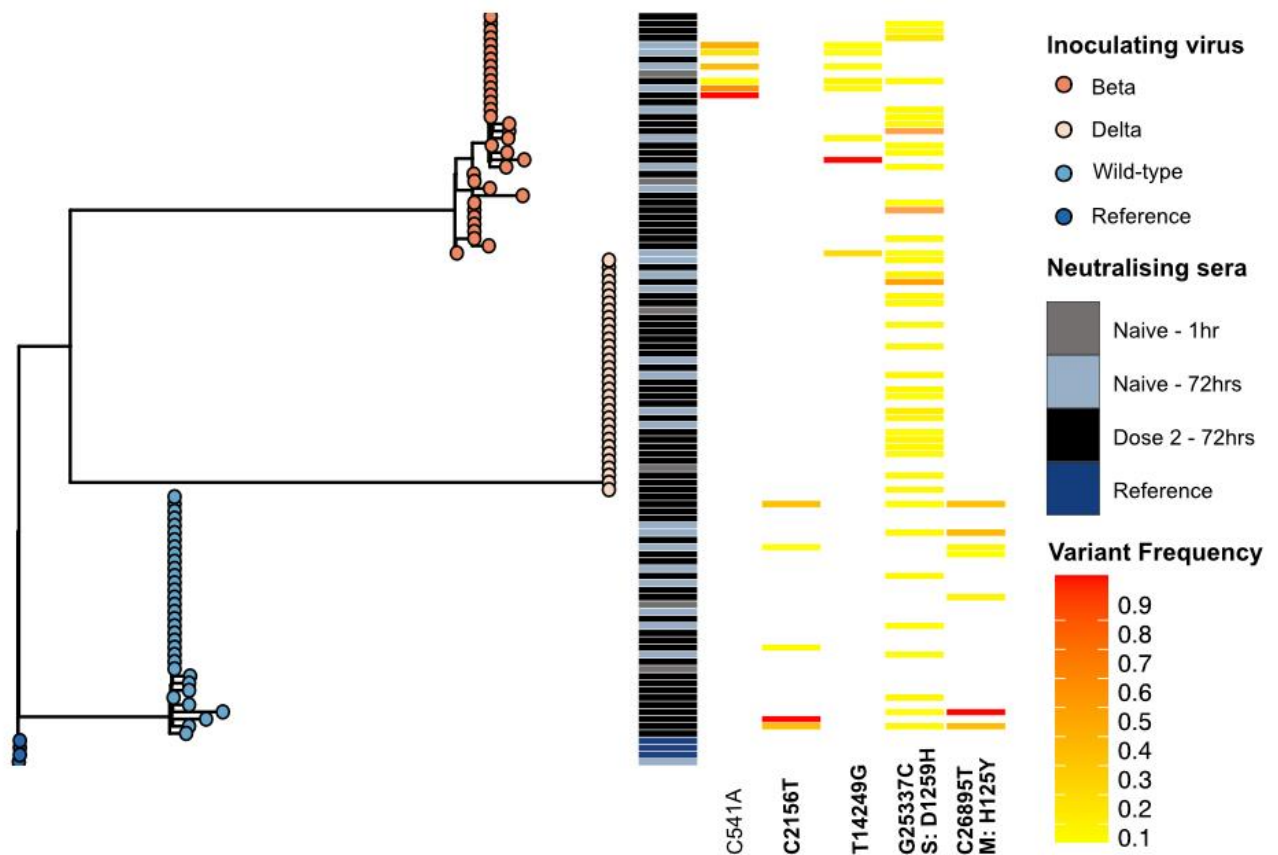 Inoculating virus
Beta
Delta
Wild-type
Reference
Neutralising sera
Naive - 1hr
Naive - 72hrs
Dose 2 - 72hrs
Reference
Variant Frequency
0.9
0.8
0.7
0.6
0.5
0.4
0.3
0.2
0.1
C541A
C2156T
T14249G
G25337C
S: D1259H
C26895T
M: H125Y